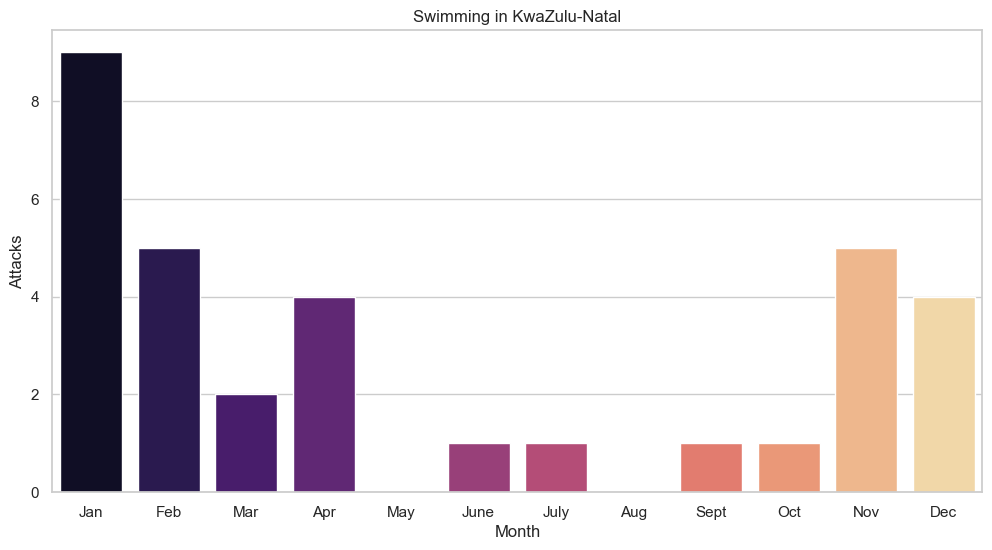 Swimming in KwaZulu-Natal
Attacks
8
6
4
2
0
Jan Feb Mar Apr May June July Aug Sept Oct Nov Dec
Month